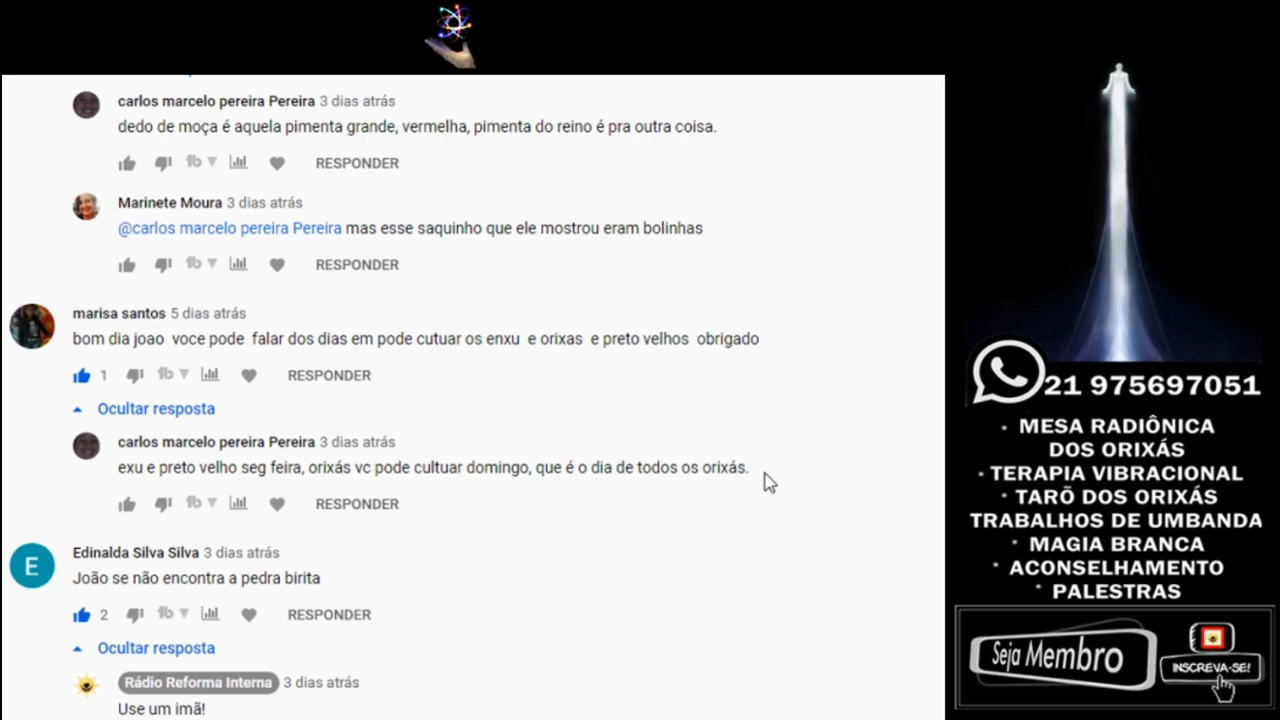 carlos marcelo pereira Pereira 3 dias atrás
dedo de moça é aquela pimenta grande, vermelha, pimenta do reino é pra outra coisa.
RESPONDER
Marinete Moura 3 dias atrás
@carlos marcelo pereira Pereira mas esse saquinho que ele mostrou eram bolinhas
RESPONDER
marisa santos 5 dias atrás
bom dia joao voce pode falar dos dias em pode cutuar os enxu e orixas e preto velhos obrigado
1 RESPONDER
Ocultar resposta
carlos marcelo pereira Pereira 3 dias atrás
exu e preto velho seg feira, orixás vc pode cultuar domingo, que é o dia de todos os orixás.
RESPONDER
E
Edinalda Silva Silva 3 dias atrás
João se não encontra a pedra birita
2 RESPONDER
Ocultar resposta
Rádio Reforma Interna 3 dias atrás
Use um imã!
21 975697051
· MESA RADIÔNICA
DOS ORIXÁS
· TERAPIA VIBRACIONAL
· TARÕ DOS ORIXÁS
TRABALHOS DE UMBANDA
· MAGIA BRANCA
· ACONSELHAMENTO
· PALESTRAS
Seja Membro
INSCREVA-SE!